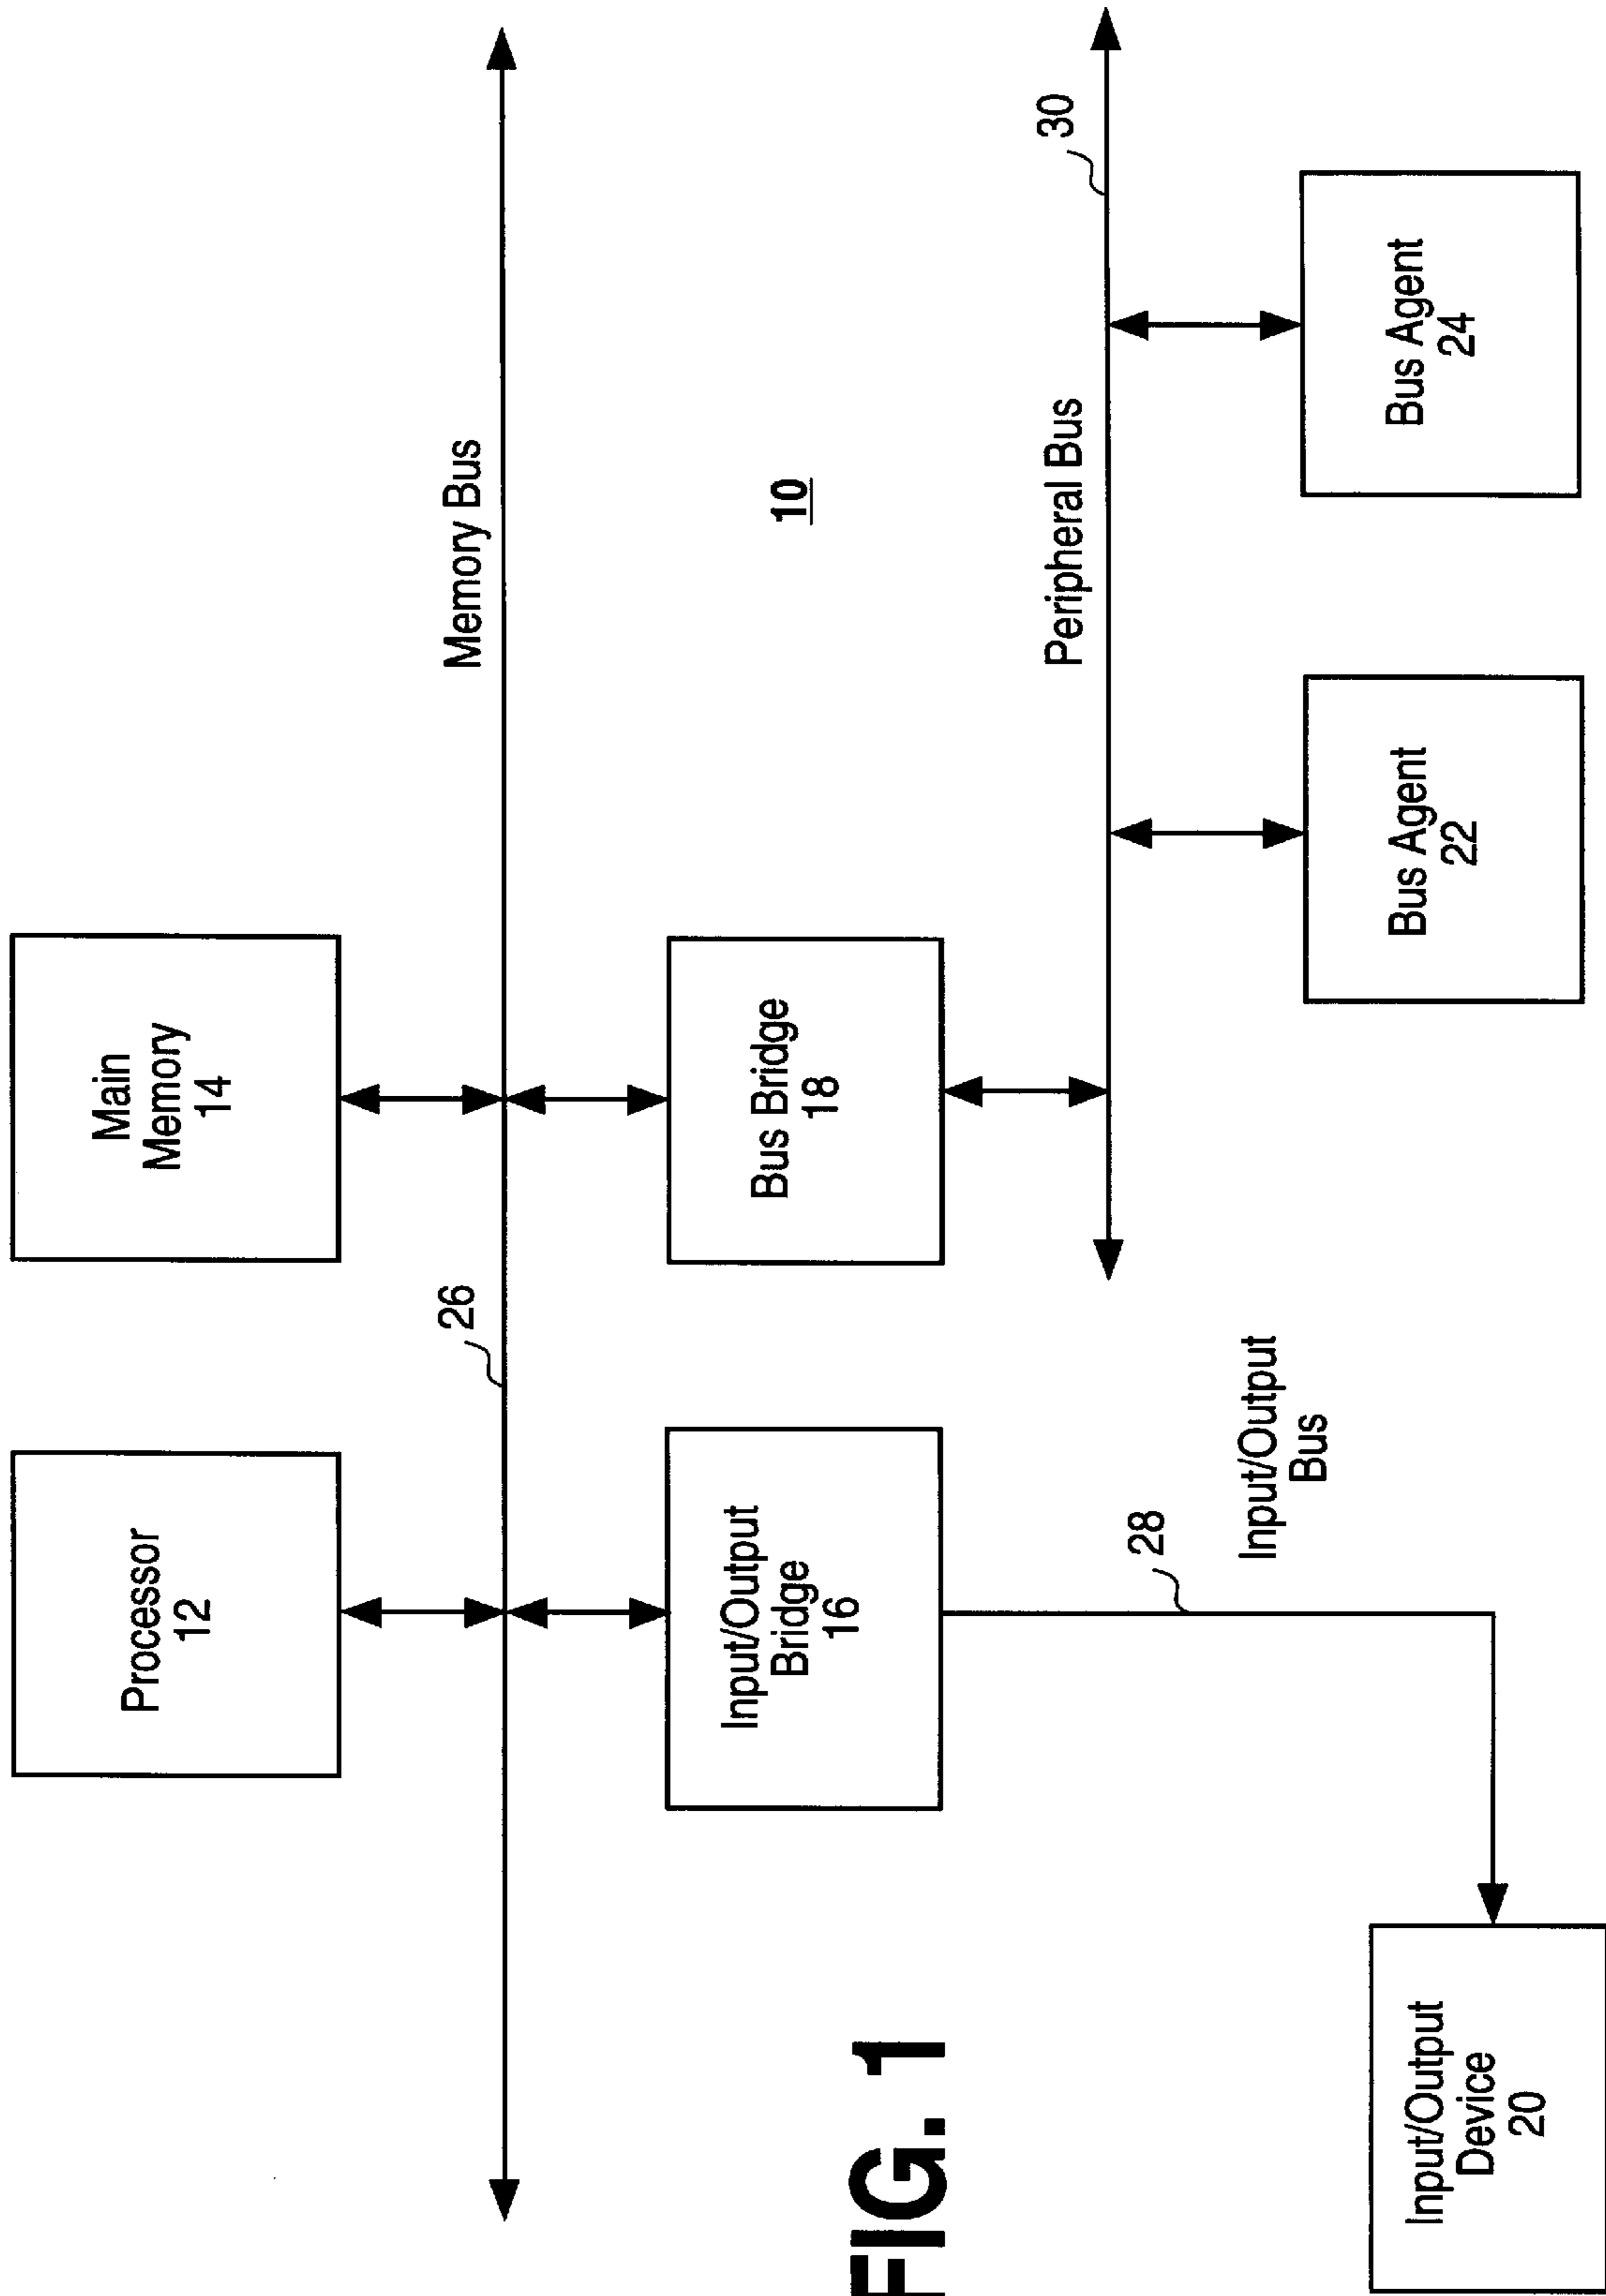 Processor
12
Main
Memory
14
26
Memory Bus
Input/Output
Bridge
16
Bus Bridge
18
10
28
Input/Output
Bus
Peripheral Bus
30
Input/Output
Device
20
Bus Agent
22
Bus Agent
24
FIG. 1